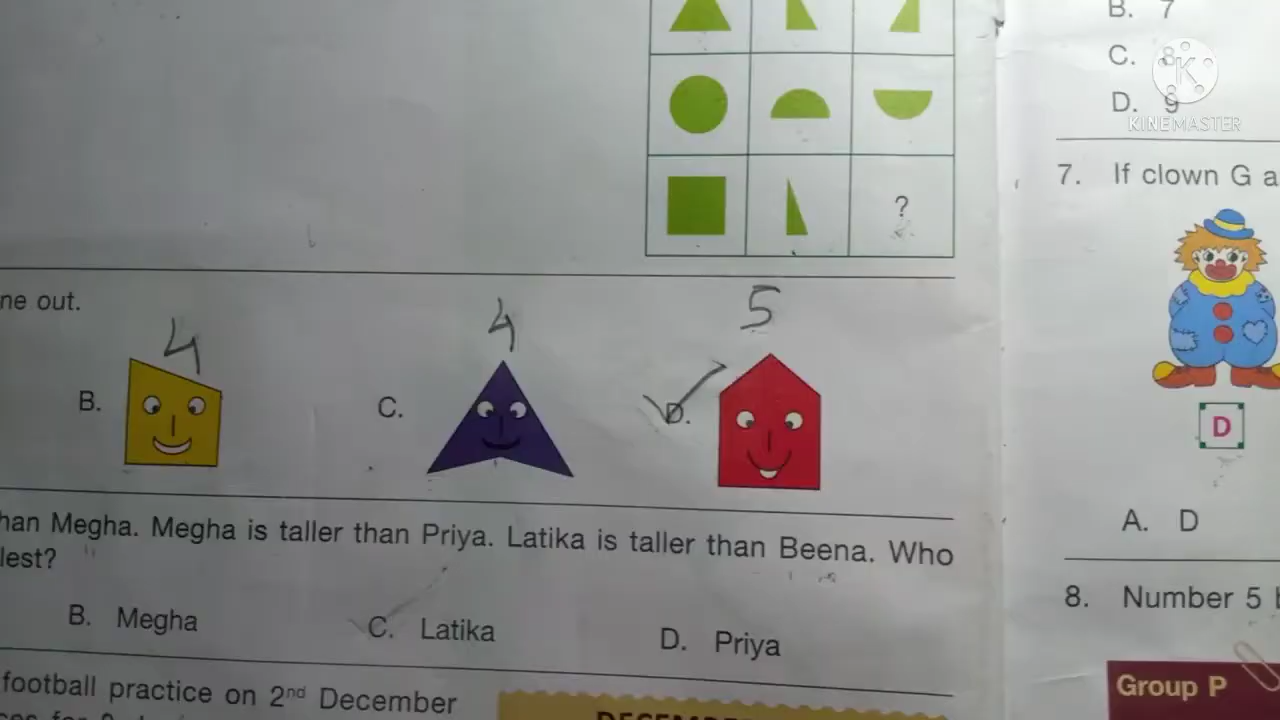 B. 7
C. 8
D. 9
KINEMASTER
7. If clown G a
?
ne out.
4
4
5
B.
C.
D.
D
han Megha. Megha is taller than Priya. Latika is taller than Beena. Who
lest?
A. D
B. Megha
C. Latika
D. Priya
8. Number 5
football practice on 2nd December
Group P